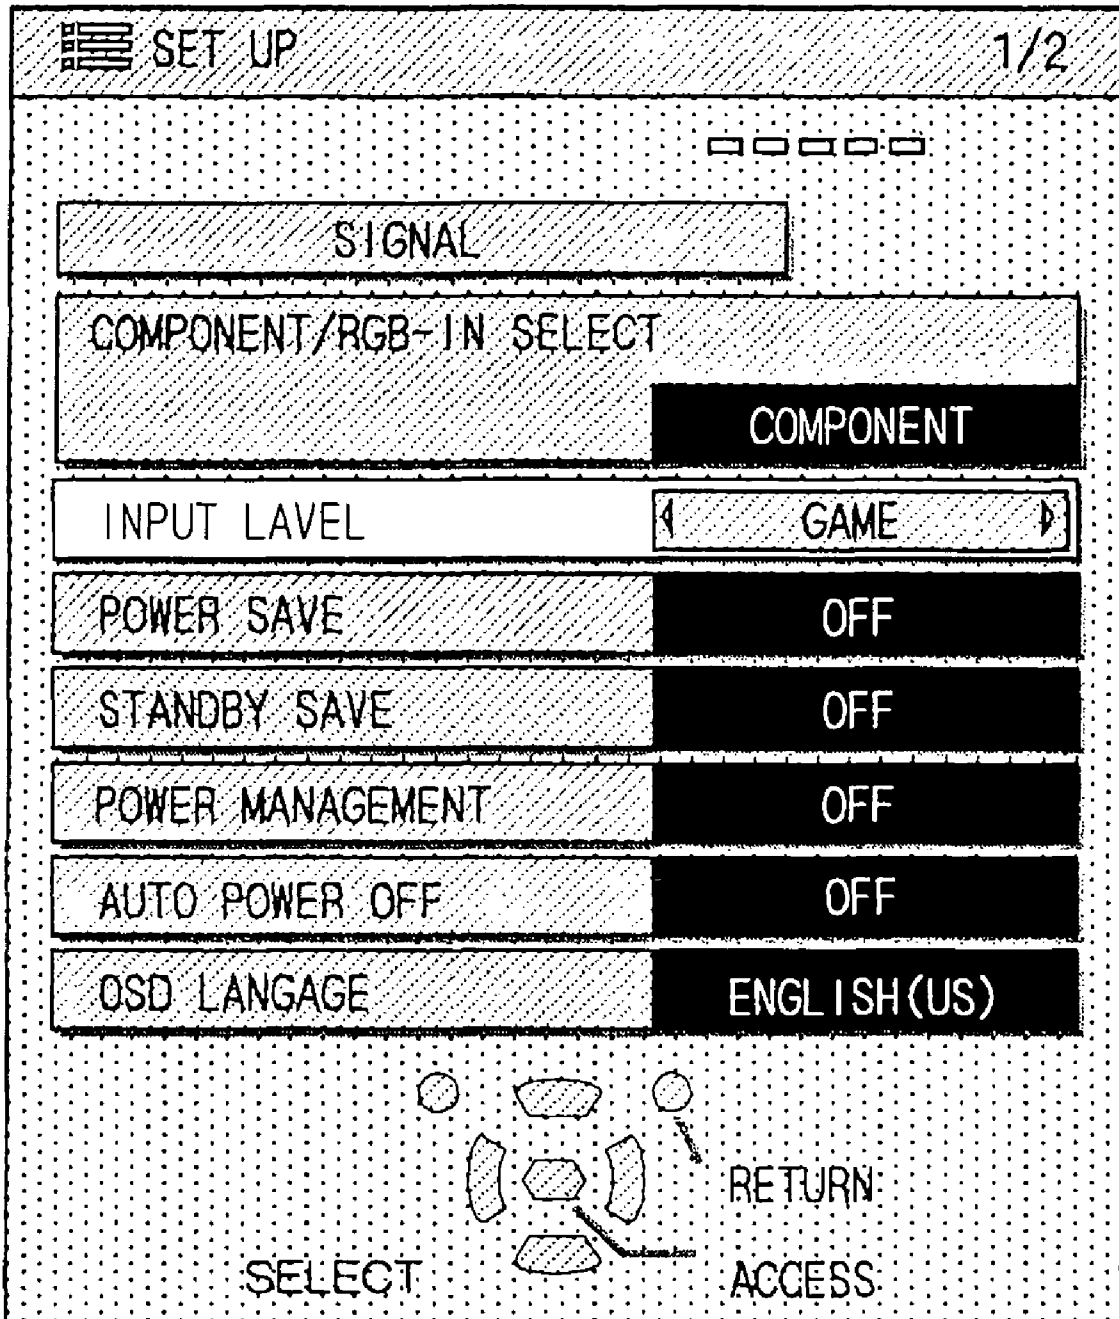 SET UP 1/2
SIGNAL
COMPONENT/RGB-IN SELECT
COMPONENT
INPUT LAVEL GAME
POWER SAVE OFF
STANDBY SAVE OFF
POWER MANAGEMENT OFF
AUTO POWER OFF OFF
OSD LANGAGE ENGLISH(US)
RETURN
SELECT ACCESS